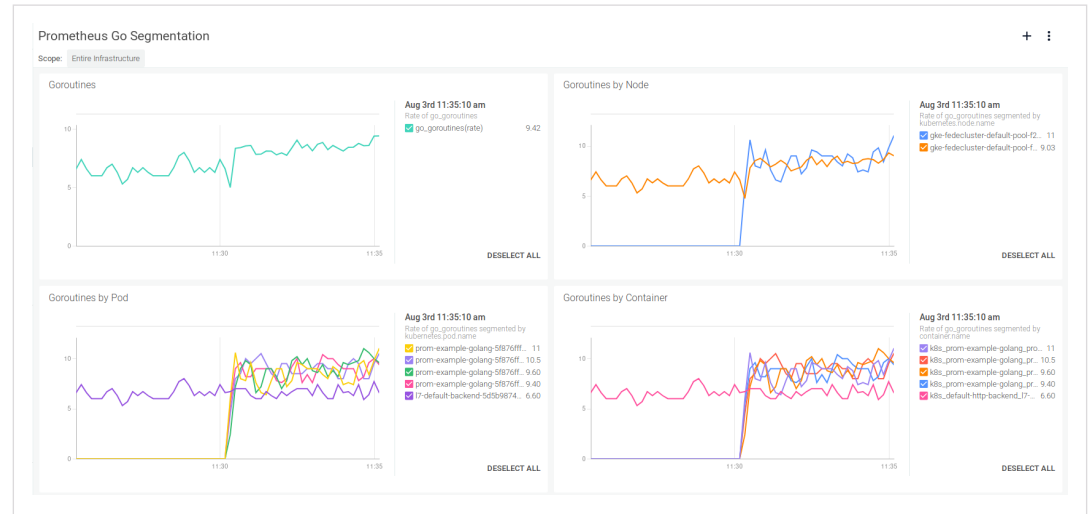 Prometheus Go Segmentation
Scope: Entire Infrastructure
Goroutines
10
5
0
11:30
11:35
Aug 3rd 11:35:10 am
Rate of go_goroutines
go_goroutines(rate) 9.42
DESELECT ALL
Goroutines by Node
10
5
0
11:30
11:35
Aug 3rd 11:35:10 am
Rate of go_goroutines segmented by
kubernetes.node.name
gke-fedecluster-default-pool-f2... 11
gke-fedecluster-default-pool-f... 9.03
DESELECT ALL
Goroutines by Pod
10
5
0
11:30
11:35
Aug 3rd 11:35:10 am
Rate of go_goroutines segmented by
kubernetes.pod.name
prom-example-golang-5f876fff... 11
prom-example-golang-5f876ff... 10.5
prom-example-golang-5f876ff... 9.60
prom-example-golang-5f876ff... 9.40
l7-default-backend-5d5b9874... 6.60
DESELECT ALL
Goroutines by Container
10
5
0
11:30
11:35
Aug 3rd 11:35:10 am
Rate of go_goroutines segmented by
container.name
k8s_prom-example-golang_pro... 11
k8s_prom-example-golang_pr... 10.5
k8s_prom-example-golang_pr... 9.60
k8s_prom-example-golang_pr... 9.4
k8s_default-http-backend_l7-... 6.60
DESELECT ALL